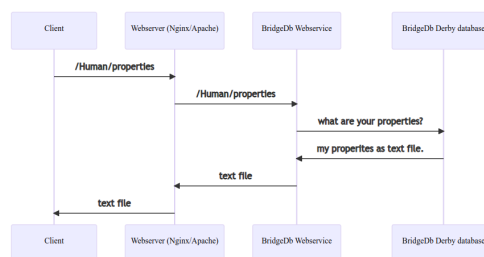 Client
Webserver (Nginx/Apache)
BridgeDb Webservice
BridgeDb Derby database
/Human/properties
/Human/properties
what are your properties?
my properites as text file.
text file
text file
Client
Webserver (Nginx/Apache)
BridgeDb Webservice
BridgeDb Derby database